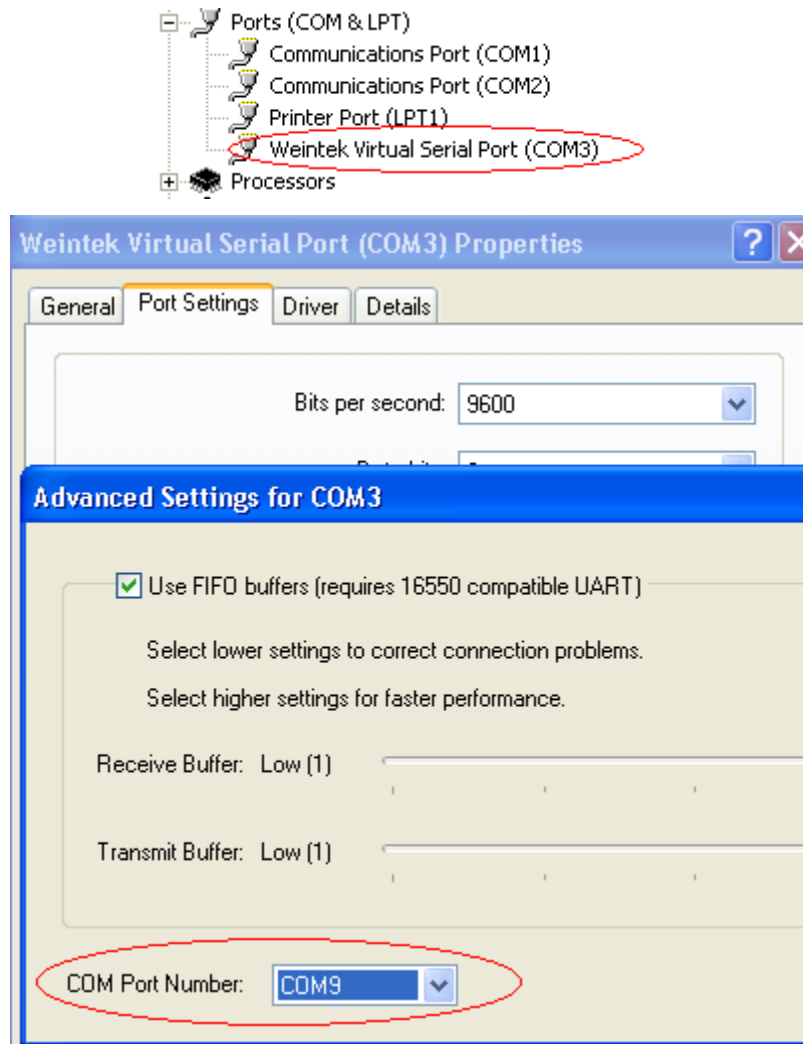 Ports (COM & LPT)
Communications Port (COM1)
Communications Port (COM2)
Printer Port (LPT1)
Weintek Virtual Serial Port (COM3)
Processors
Weintek Virtual Serial Port (COM3) Properties
General Port Settings Driver Details
Bits per second: 9600
Advanced Settings for COM3
Use FIFO buffers (requires 16550 compatible UART)
Select lower settings to correct connection problems.
Select higher settings for faster performance.
Receive Buffer: Low (1)
Transmit Buffer: Low (1)
COM Port Number: COM9